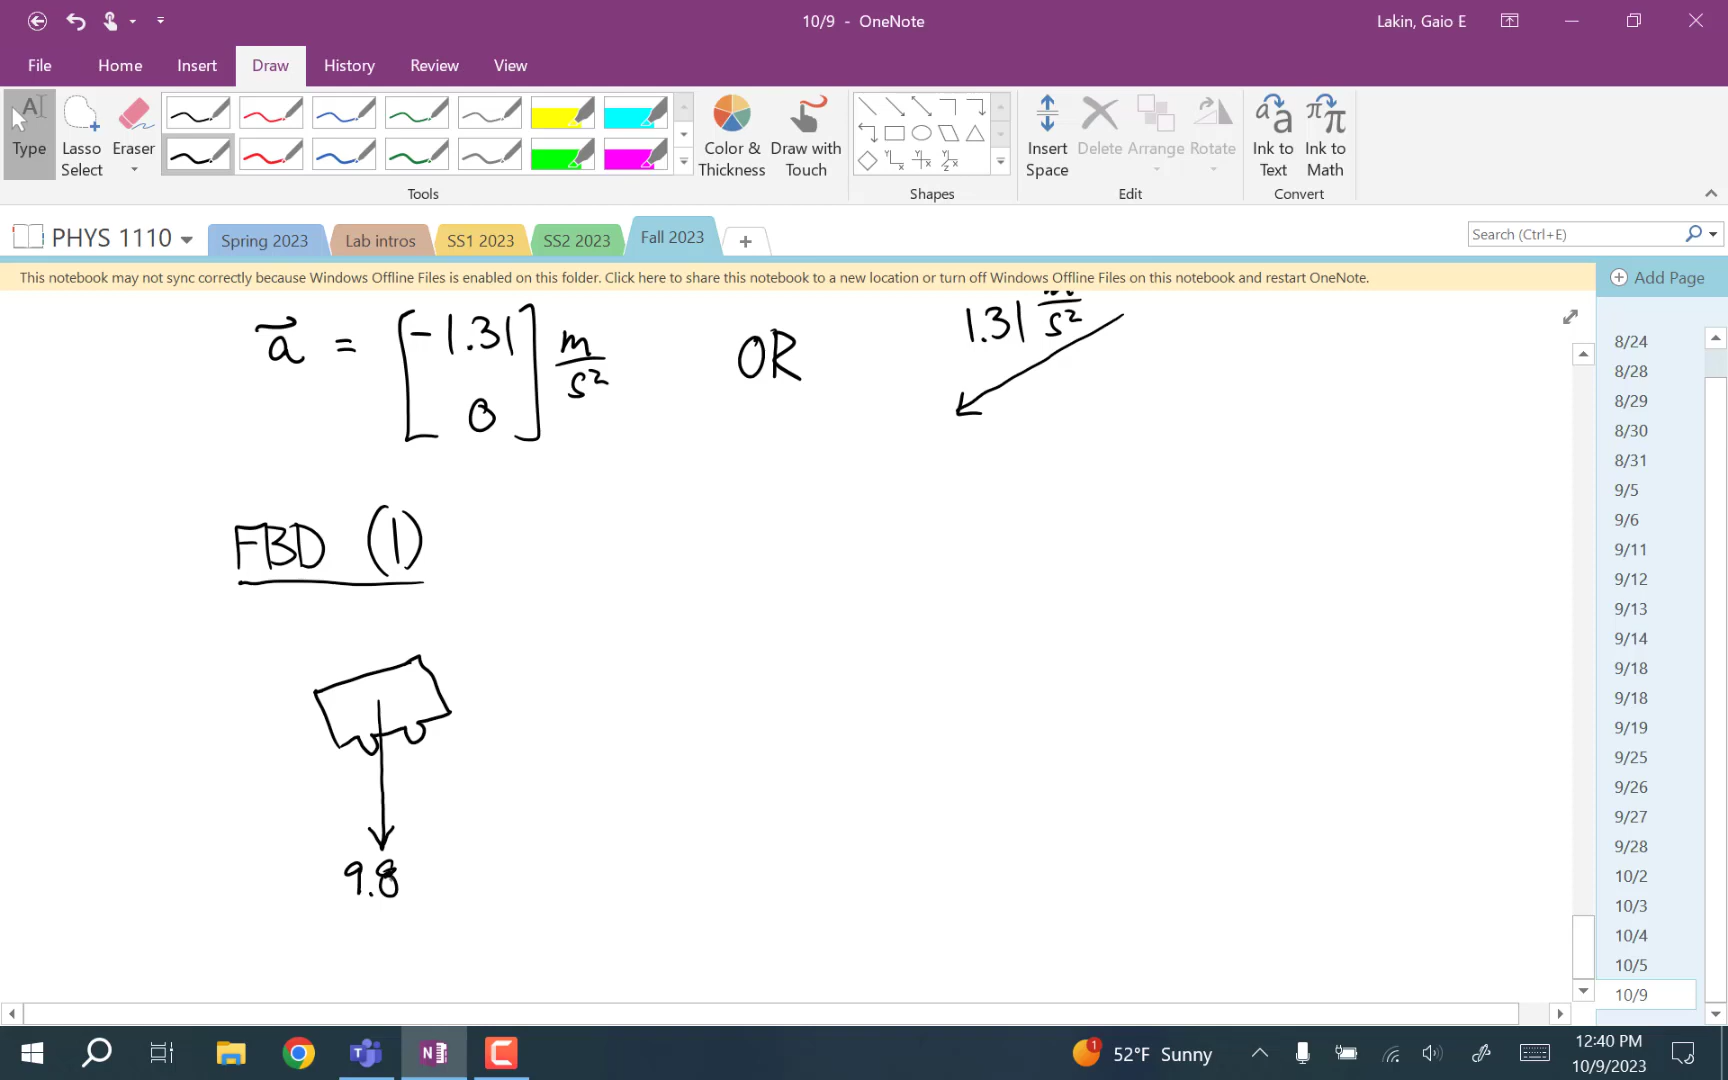 10/9 - OneNote
Lakin, Gaio E
File
Home
Insert
Draw
History
Review
View
Type
Lasso
Select
Eraser
Color &
Thickness
Draw with
Touch
Insert
Space
Delete
Arrange
Rotate
Ink to
Text
Ink to
Math
Tools
Shapes
Edit
Convert
PHYS 1110
Spring 2023
Lab intros
SS1 2023
SS2 2023
Fall 2023
Search (Ctrl+E)
This notebook may not sync correctly because Windows Offline Files is enabled on this folder. Click here to share this notebook to a new location or turn off Windows Offline Files on this notebook and restart OneNote.
Add Page
a = [-1.31 0] m/s²
OR
1.31 m/s²
FBD (1)
9.8
8/24
8/28
8/29
8/30
8/31
9/5
9/6
9/11
9/12
9/13
9/14
9/18
9/18
9/19
9/25
9/26
9/27
9/28
10/2
10/3
10/4
10/5
10/9
1
52°F Sunny
12:40 PM
10/9/2023